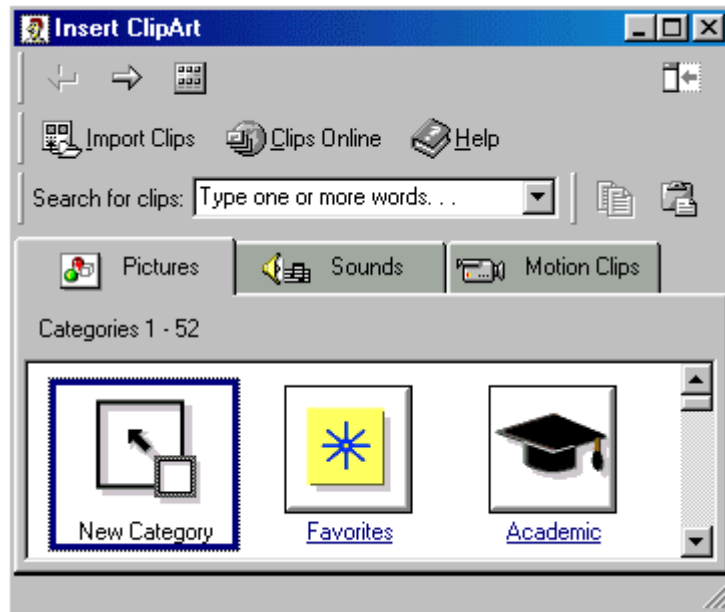 Insert ClipArt
Import Clips Clips Online Help
Search for clips: Type one or more words. . .
Pictures Sounds Motion Clips
Categories 1 - 52
New Category Favorites Academic